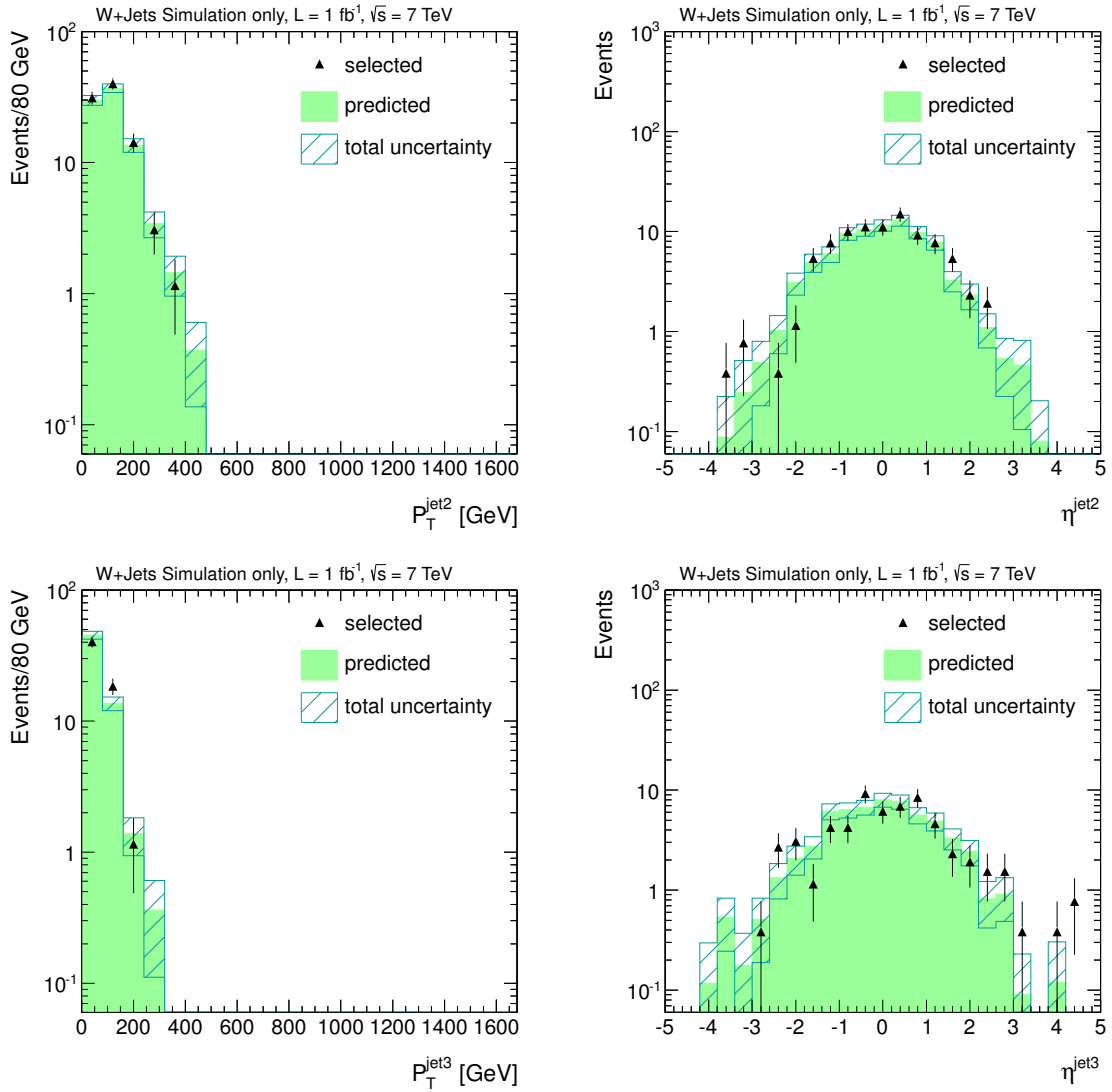 W+Jets Simulation only, L = 1 fb⁻¹, √s = 7 TeV
Events/80 GeV
10²
10
1
10⁻¹
selected
predicted
total uncertainty
0 200 400 600 800 1000 1200 1400 1600
P_T^jet2 [GeV]
W+Jets Simulation only, L = 1 fb⁻¹, √s = 7 TeV
Events
10³
10²
10
1
10⁻¹
selected
predicted
total uncertainty
-5 -4 -3 -2 -1 0 1 2 3 4 5
η^jet2
W+Jets Simulation only, L = 1 fb⁻¹, √s = 7 TeV
Events/80 GeV
10²
10
1
10⁻¹
selected
predicted
total uncertainty
0 200 400 600 800 1000 1200 1400 1600
P_T^jet3 [GeV]
W+Jets Simulation only, L = 1 fb⁻¹, √s = 7 TeV
Events
10³
10²
10
1
10⁻¹
selected
predicted
total uncertainty
-5 -4 -3 -2 -1 0 1 2 3 4 5
η^jet3